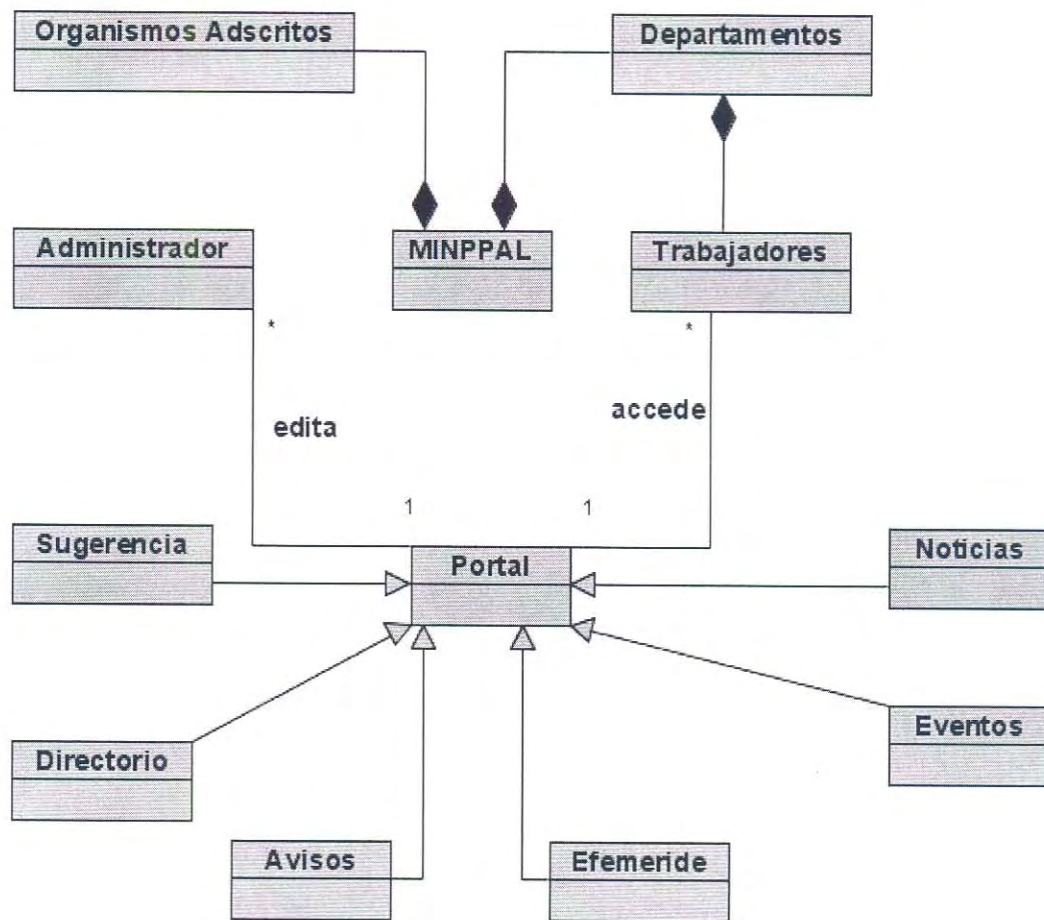 Organismos Adscritos
Departamentos
Administrador
MINPPAL
Trabajadores
*
*
edita
accede
1
1
Sugerencia
Portal
Noticias
Directorio
Eventos
Avisos
Efemeride